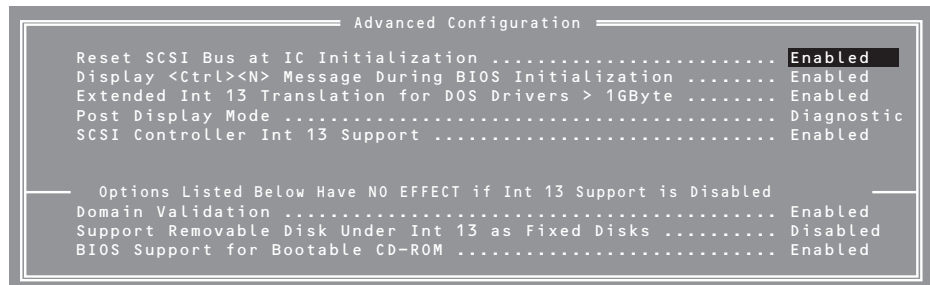 Advanced Configuration
Reset SCSI Bus at IC Initialization ......................... Enabled
Display <Ctrl><N> Message During BIOS Initialization ........ Enabled
Extended Int 13 Translation for DOS Drivers > 1GByte ........ Enabled
Post Display Mode ........................................... Diagnostic
SCSI Controller Int 13 Support .............................. Enabled
Options Listed Below Have NO EFFECT if Int 13 Support is Disabled
Domain Validation ........................................... Enabled
Support Removable Disk Under Int 13 as Fixed Disks .......... Disabled
BIOS Support for Bootable CD-ROM ............................ Enabled